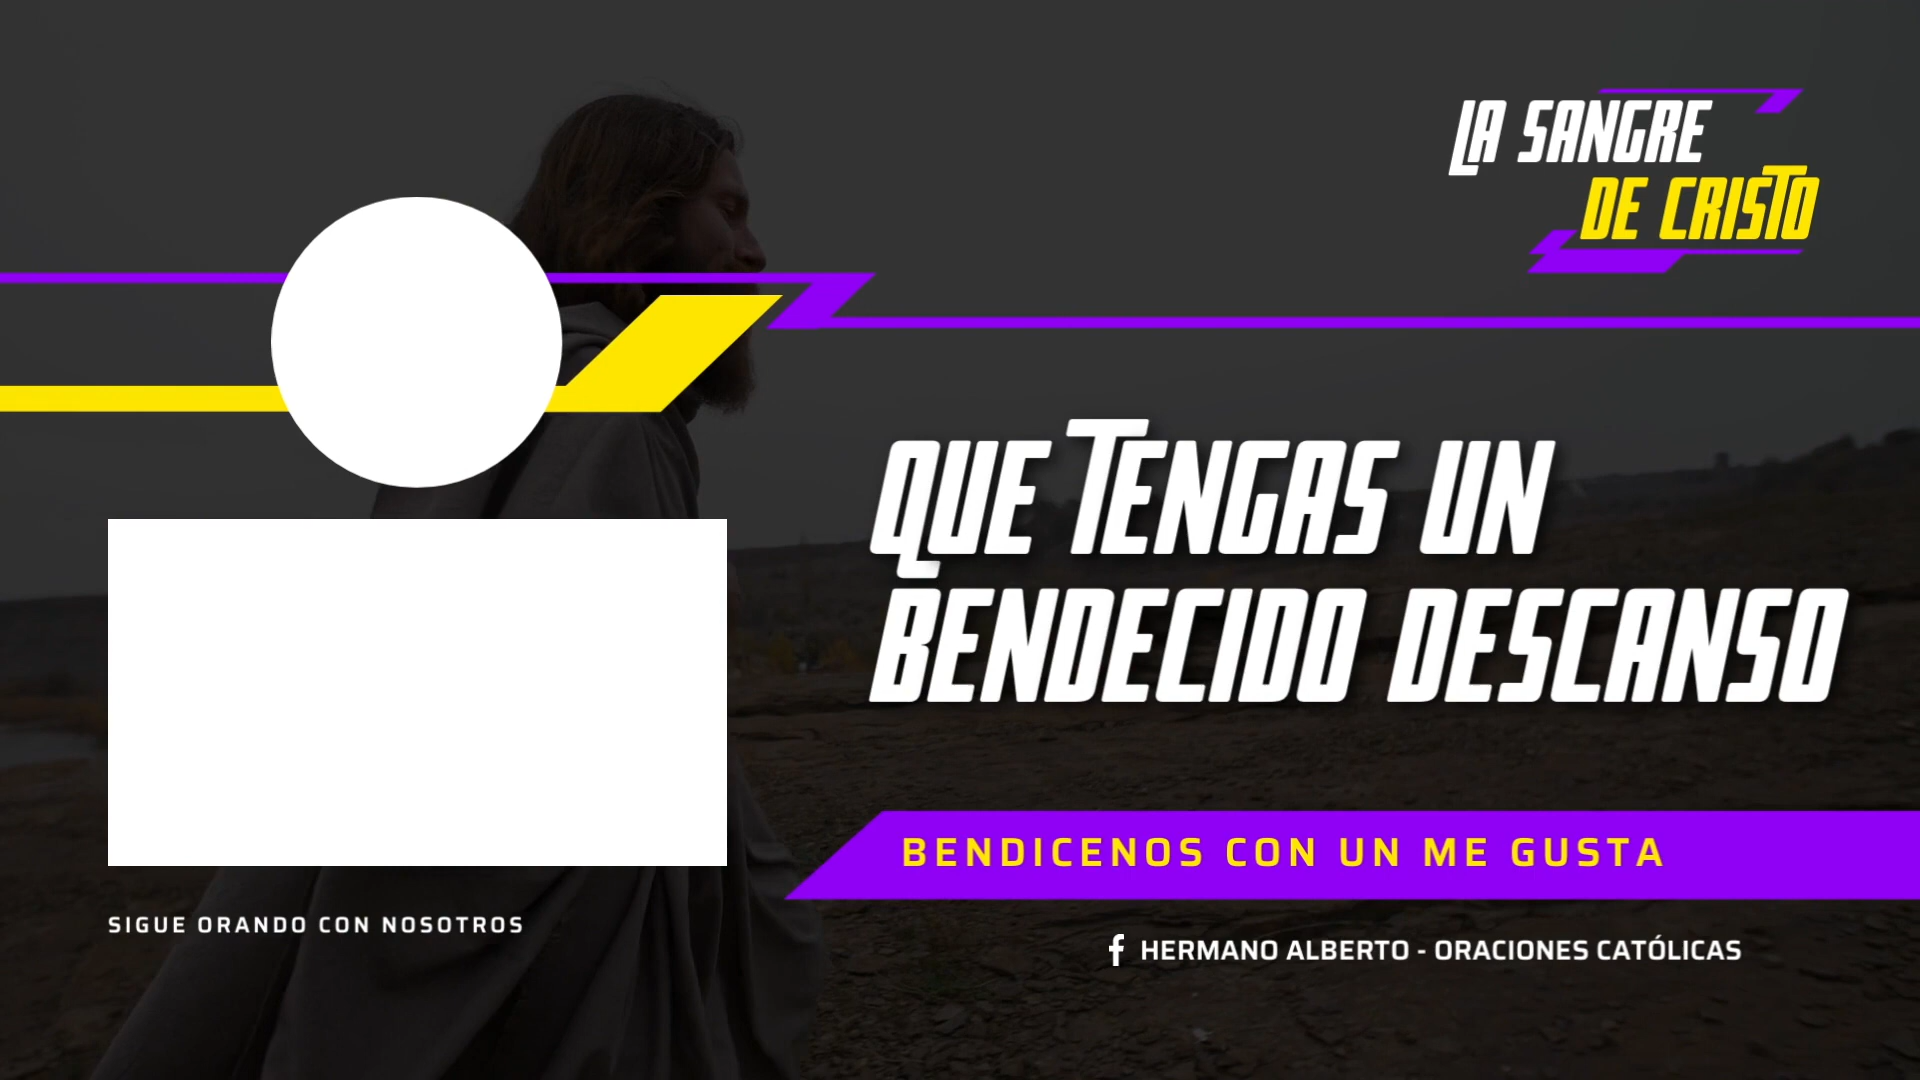 LA SANGRE
DE CRISTO
QUE TENGAS UN
BENDECIDO DESCANSO
BENDICENOS CON UN ME GUSTA
SIGUE ORANDO CON NOSOTROS
HERMANO ALBERTO - ORACIONES CATÓLICAS